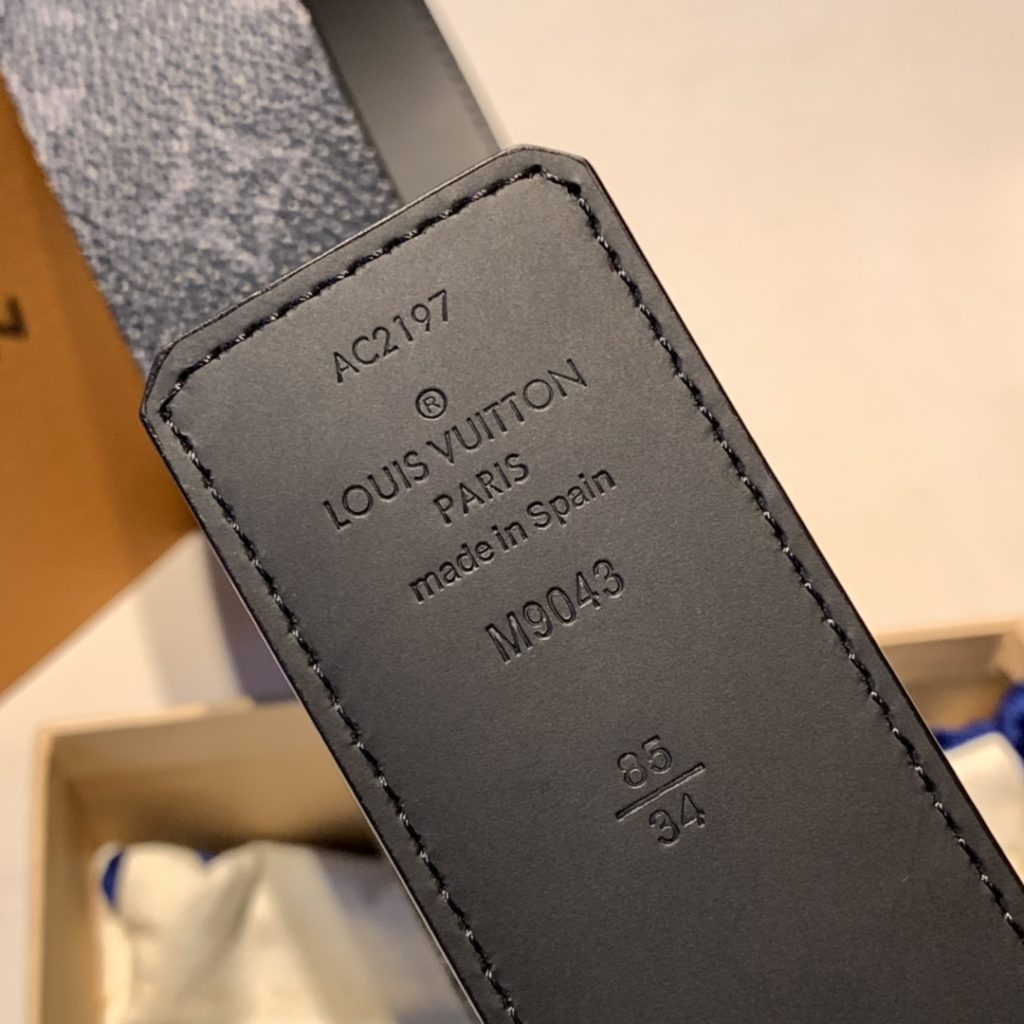 AC2197
®
LOUIS VUITTON
PARIS
made in Spain
M9043
85
34